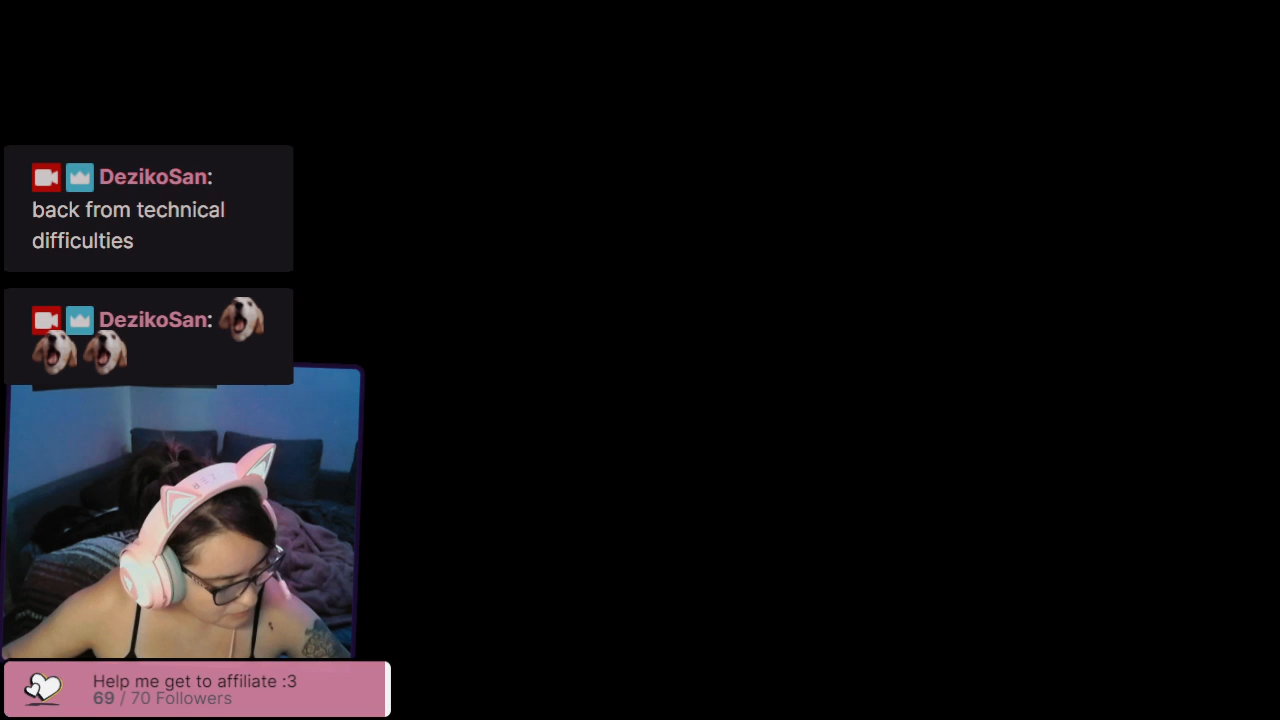 DezikoSan:
back from technical
difficulties
DezikoSan:
Help me get to affiliate :3
69 / 70 Followers